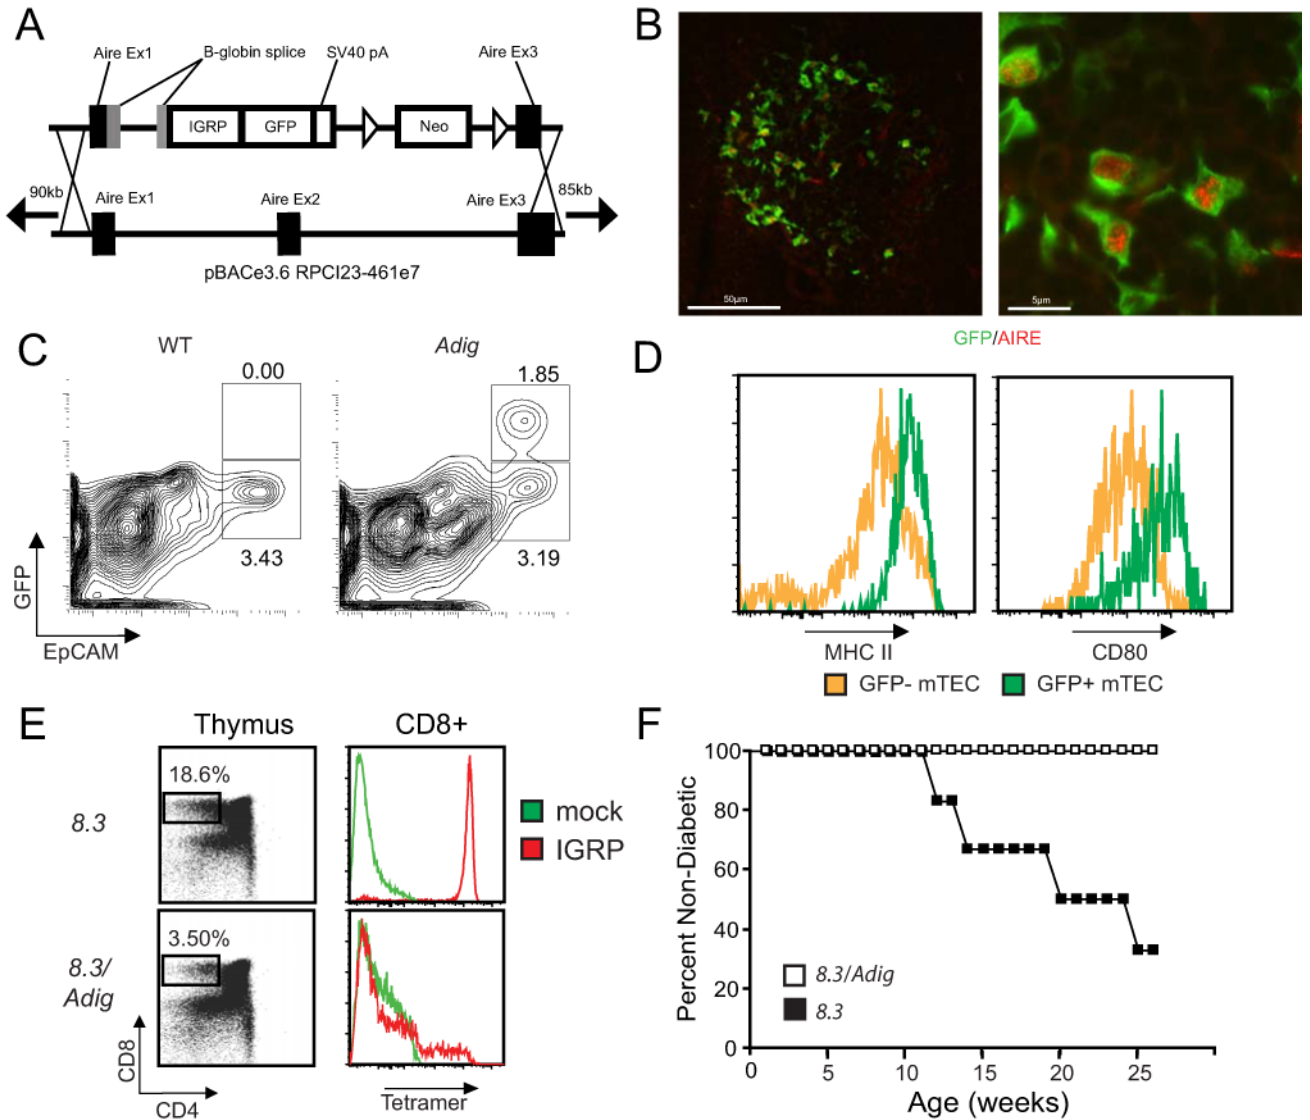 A
Aire Ex1
B-globin splice
SV40 pA
Aire Ex3
IGRP
GFP
Neo
90kb
Aire Ex1
Aire Ex2
Aire Ex3
85kb
pBACe3.6 RPCI23-461e7
B
50µm
5µm
GFP/AIRE
C
WT
Adig
0.00
1.85
3.43
3.19
GFP
EpCAM
D
MHC II
CD80
GFP- mTEC
GFP+ mTEC
E
Thymus
CD8+
8.3
18.6%
mock
IGRP
8.3/
Adig
3.50%
CD8
CD4
Tetramer
F
Percent Non-Diabetic
100
80
60
40
20
0
8.3/Adig
8.3
0
5
10
15
20
25
Age (weeks)